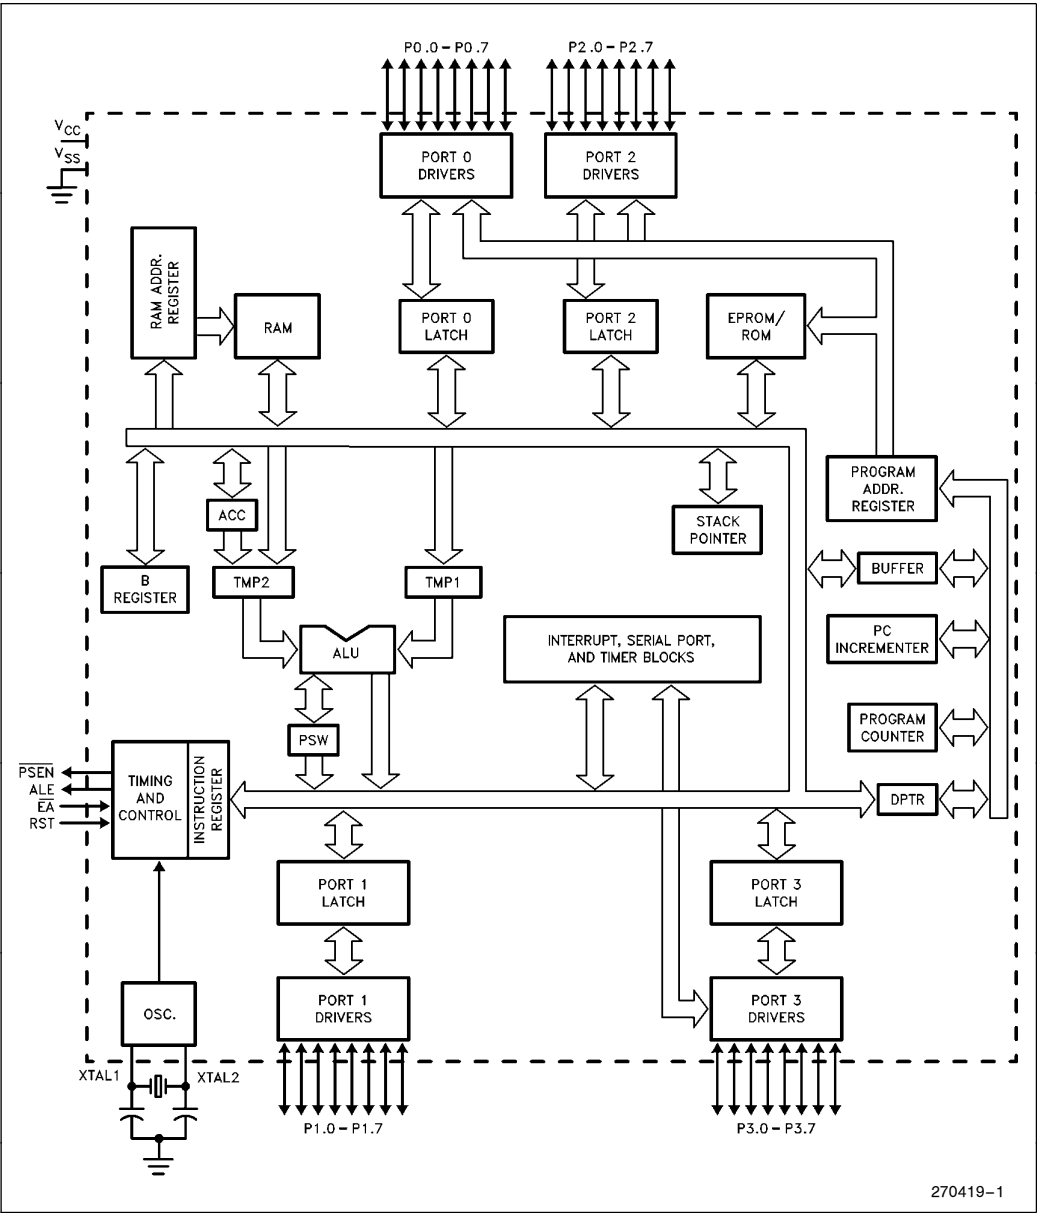 P0.0-P0.7
P2.0-P2.7
VCC
VSS
PORT 0
DRIVERS
PORT 2
DRIVERS
RAM ADDR.
REGISTER
RAM
PORT 0
LATCH
PORT 2
LATCH
EPROM/
ROM
PROGRAM
ADDR.
REGISTER
ACC
STACK
POINTER
B
REGISTER
TMP2
TMP1
BUFFER
ALU
INTERRUPT, SERIAL PORT,
AND TIMER BLOCKS
PC
INCREMENTER
PSW
PROGRAM
COUNTER
PSEN
ALE
EA
RST
TIMING
AND
CONTROL
INSTRUCTION
REGISTER
DPTR
PORT 1
LATCH
PORT 3
LATCH
OSC.
PORT 1
DRIVERS
PORT 3
DRIVERS
XTAL1
XTAL2
P1.0-P1.7
P3.0-P3.7
270419-1